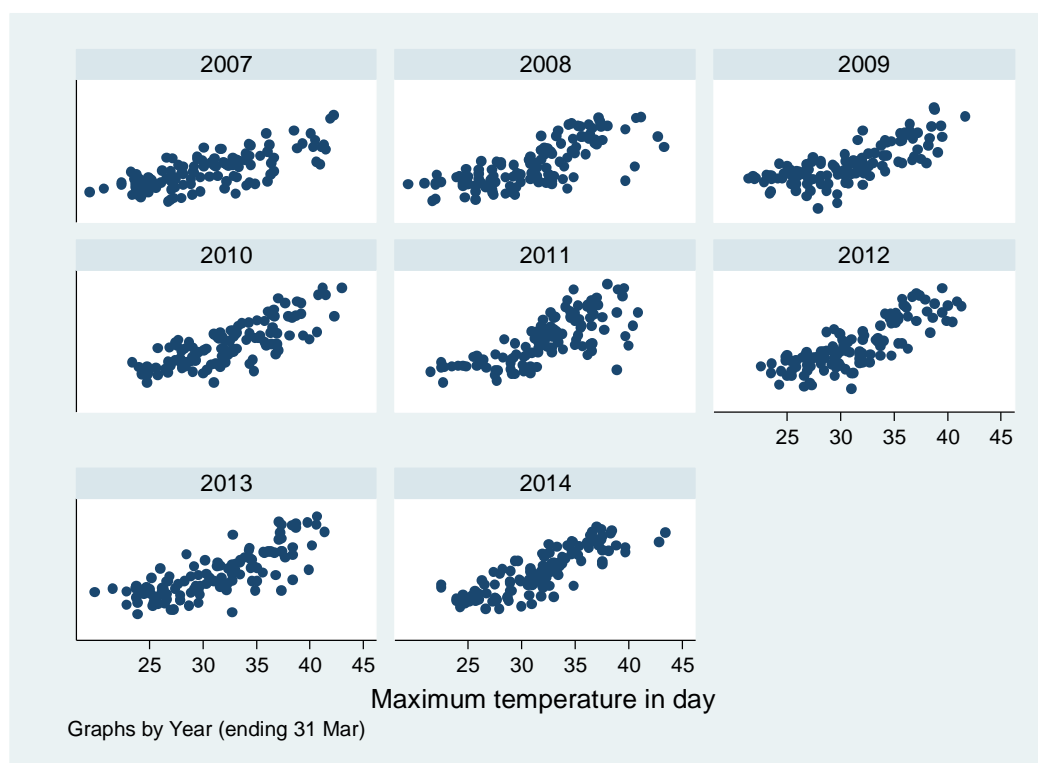 2007 2008 2009
2010 2011 2012
25 30 35 40 45
2013 2014
25 30 35 40 45 25 30 35 40 45
Maximum temperature in day
Graphs by Year (ending 31 Mar)